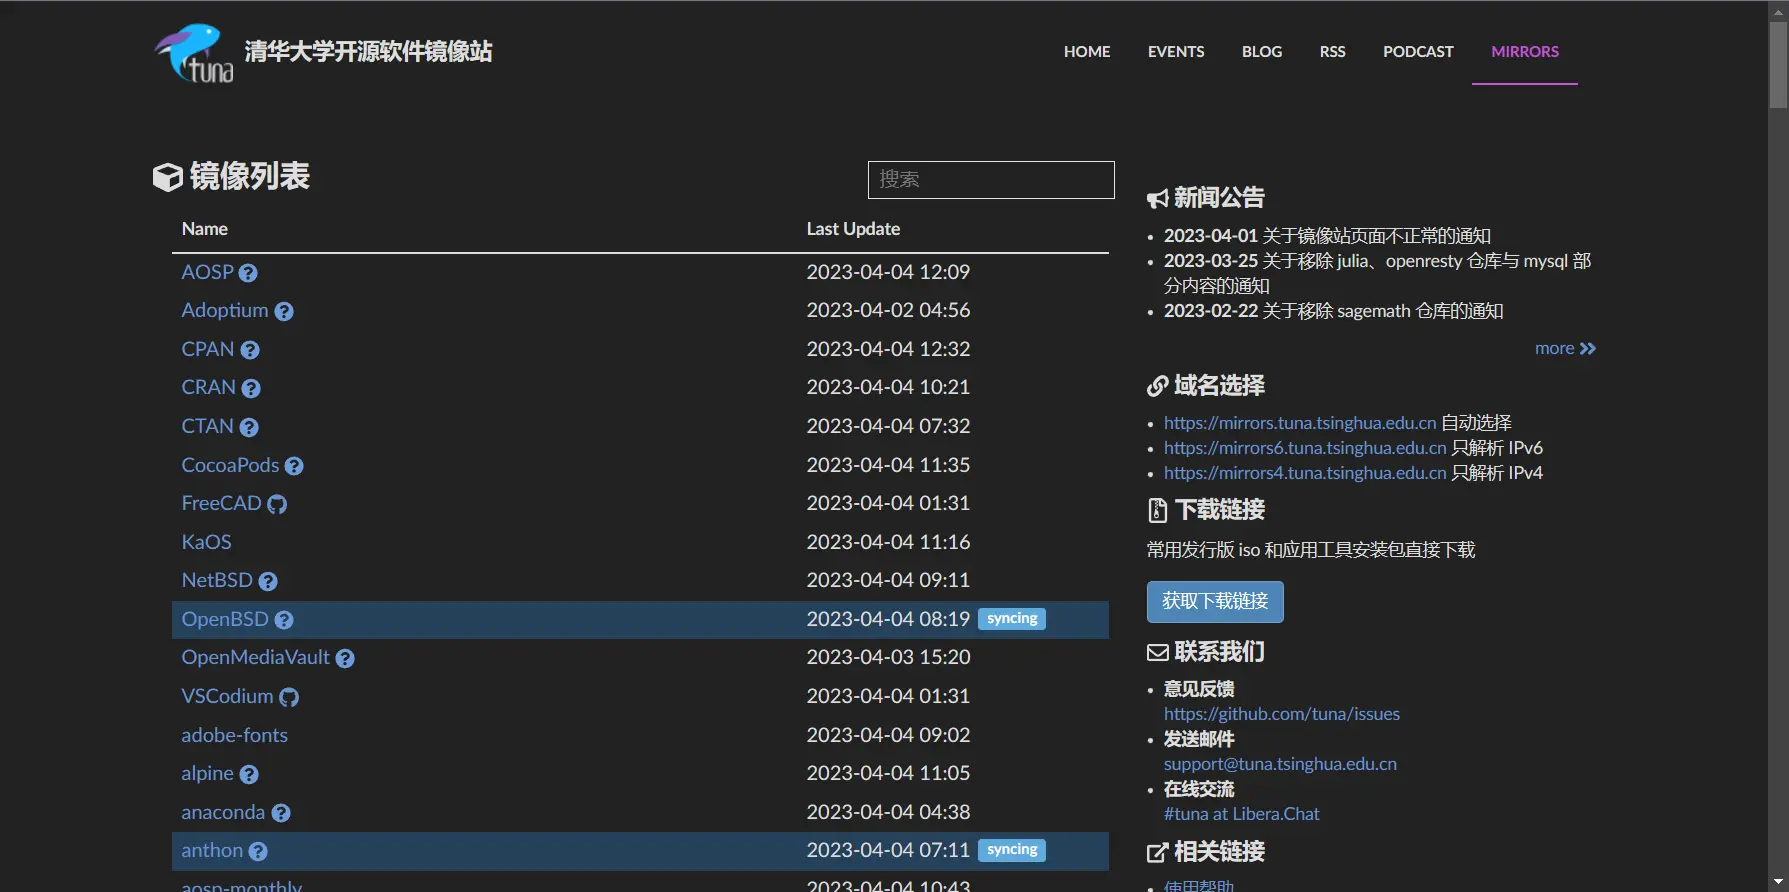 tuna
清华大学开源软件镜像站
HOME EVENTS BLOG RSS PODCAST MIRRORS
镜像列表
搜索
Name Last Update
AOSP 2023-04-04 12:09
Adoptium 2023-04-02 04:56
CPAN 2023-04-04 12:32
CRAN 2023-04-04 10:21
CTAN 2023-04-04 07:32
CocoaPods 2023-04-04 11:35
FreeCAD 2023-04-04 01:31
KaOS 2023-04-04 11:16
NetBSD 2023-04-04 09:11
OpenBSD 2023-04-04 08:19 syncing
OpenMediaVault 2023-04-03 15:20
VSCodium 2023-04-04 01:31
adobe-fonts 2023-04-04 09:02
alpine 2023-04-04 11:05
anaconda 2023-04-04 04:38
anthon 2023-04-04 07:11 syncing
aosp-monthly 2023-04-04 10:43
新闻公告
2023-04-01 关于镜像站页面不正常的通知
2023-03-25 关于移除 julia、openresty 仓库与 mysql 部
分内容的通知
2023-02-22 关于移除 sagemath 仓库的通知
more
域名选择
https://mirrors.tuna.tsinghua.edu.cn 自动选择
https://mirrors6.tuna.tsinghua.edu.cn 只解析 IPv6
https://mirrors4.tuna.tsinghua.edu.cn 只解析 IPv4
下载链接
常用发行版 iso 和应用工具安装包直接下载
获取下载链接
联系我们
意见反馈
https://github.com/tuna/issues
发送邮件
support@tuna.tsinghua.edu.cn
在线交流
#tuna at Libera.Chat
相关链接
使用帮助